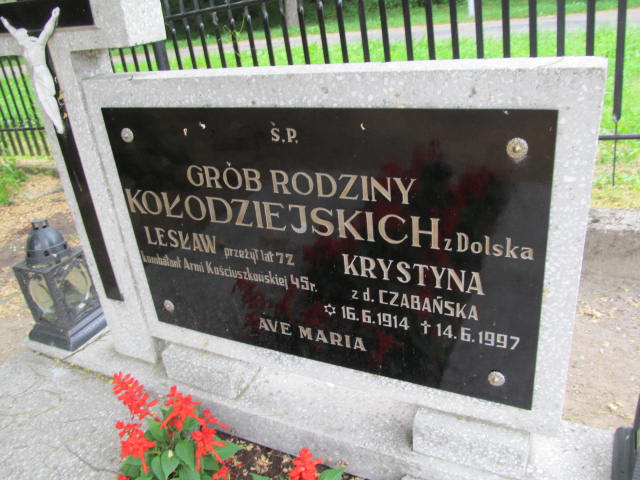 Ś.P.
GRÓB RODZINY
KOŁODZIEJSKICH z Dolska
LESŁAW przeżył lat 72
kombatant Armi Kościuszkowskiej 45r.
KRYSTYNA
z d. CZABAŃSKA
✡ 16.6.1914 ✝ 14.6.1997
AVE MARIA